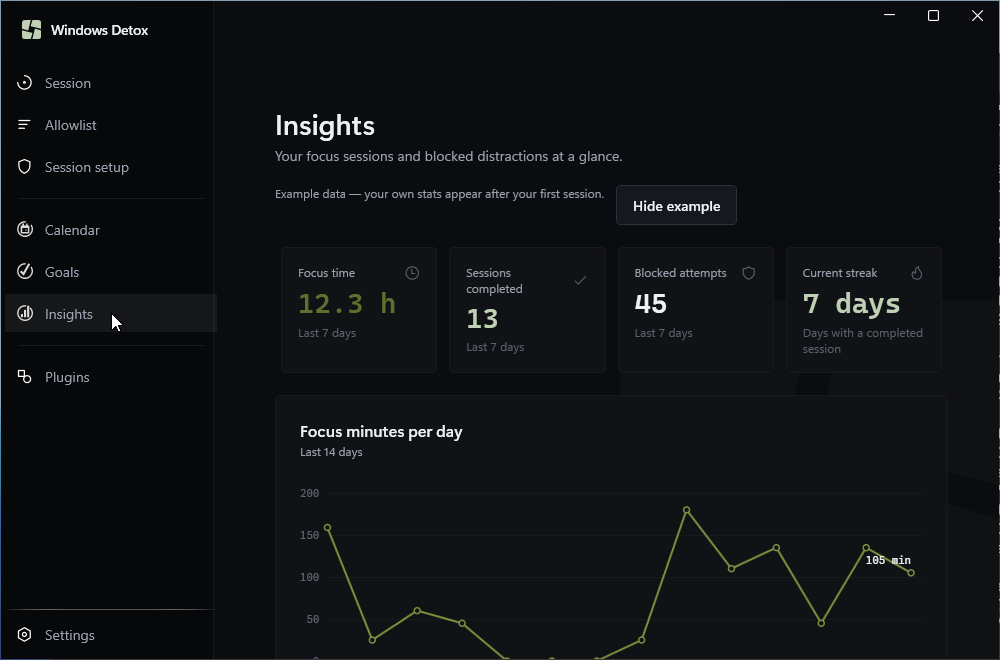 Windows Detox
Session
Allowlist
Session setup
Calendar
Goals
Insights
Plugins
Settings
Insights
Your focus sessions and blocked distractions at a glance.
Example data — your own stats appear after your first session.
Hide example
Focus time
12.3 h
Last 7 days
Sessions
completed
13
Last 7 days
Blocked attempts
45
Last 7 days
Current streak
7 days
Days with a completed
session
Focus minutes per day
Last 14 days
200
150
100
50
0
105 min